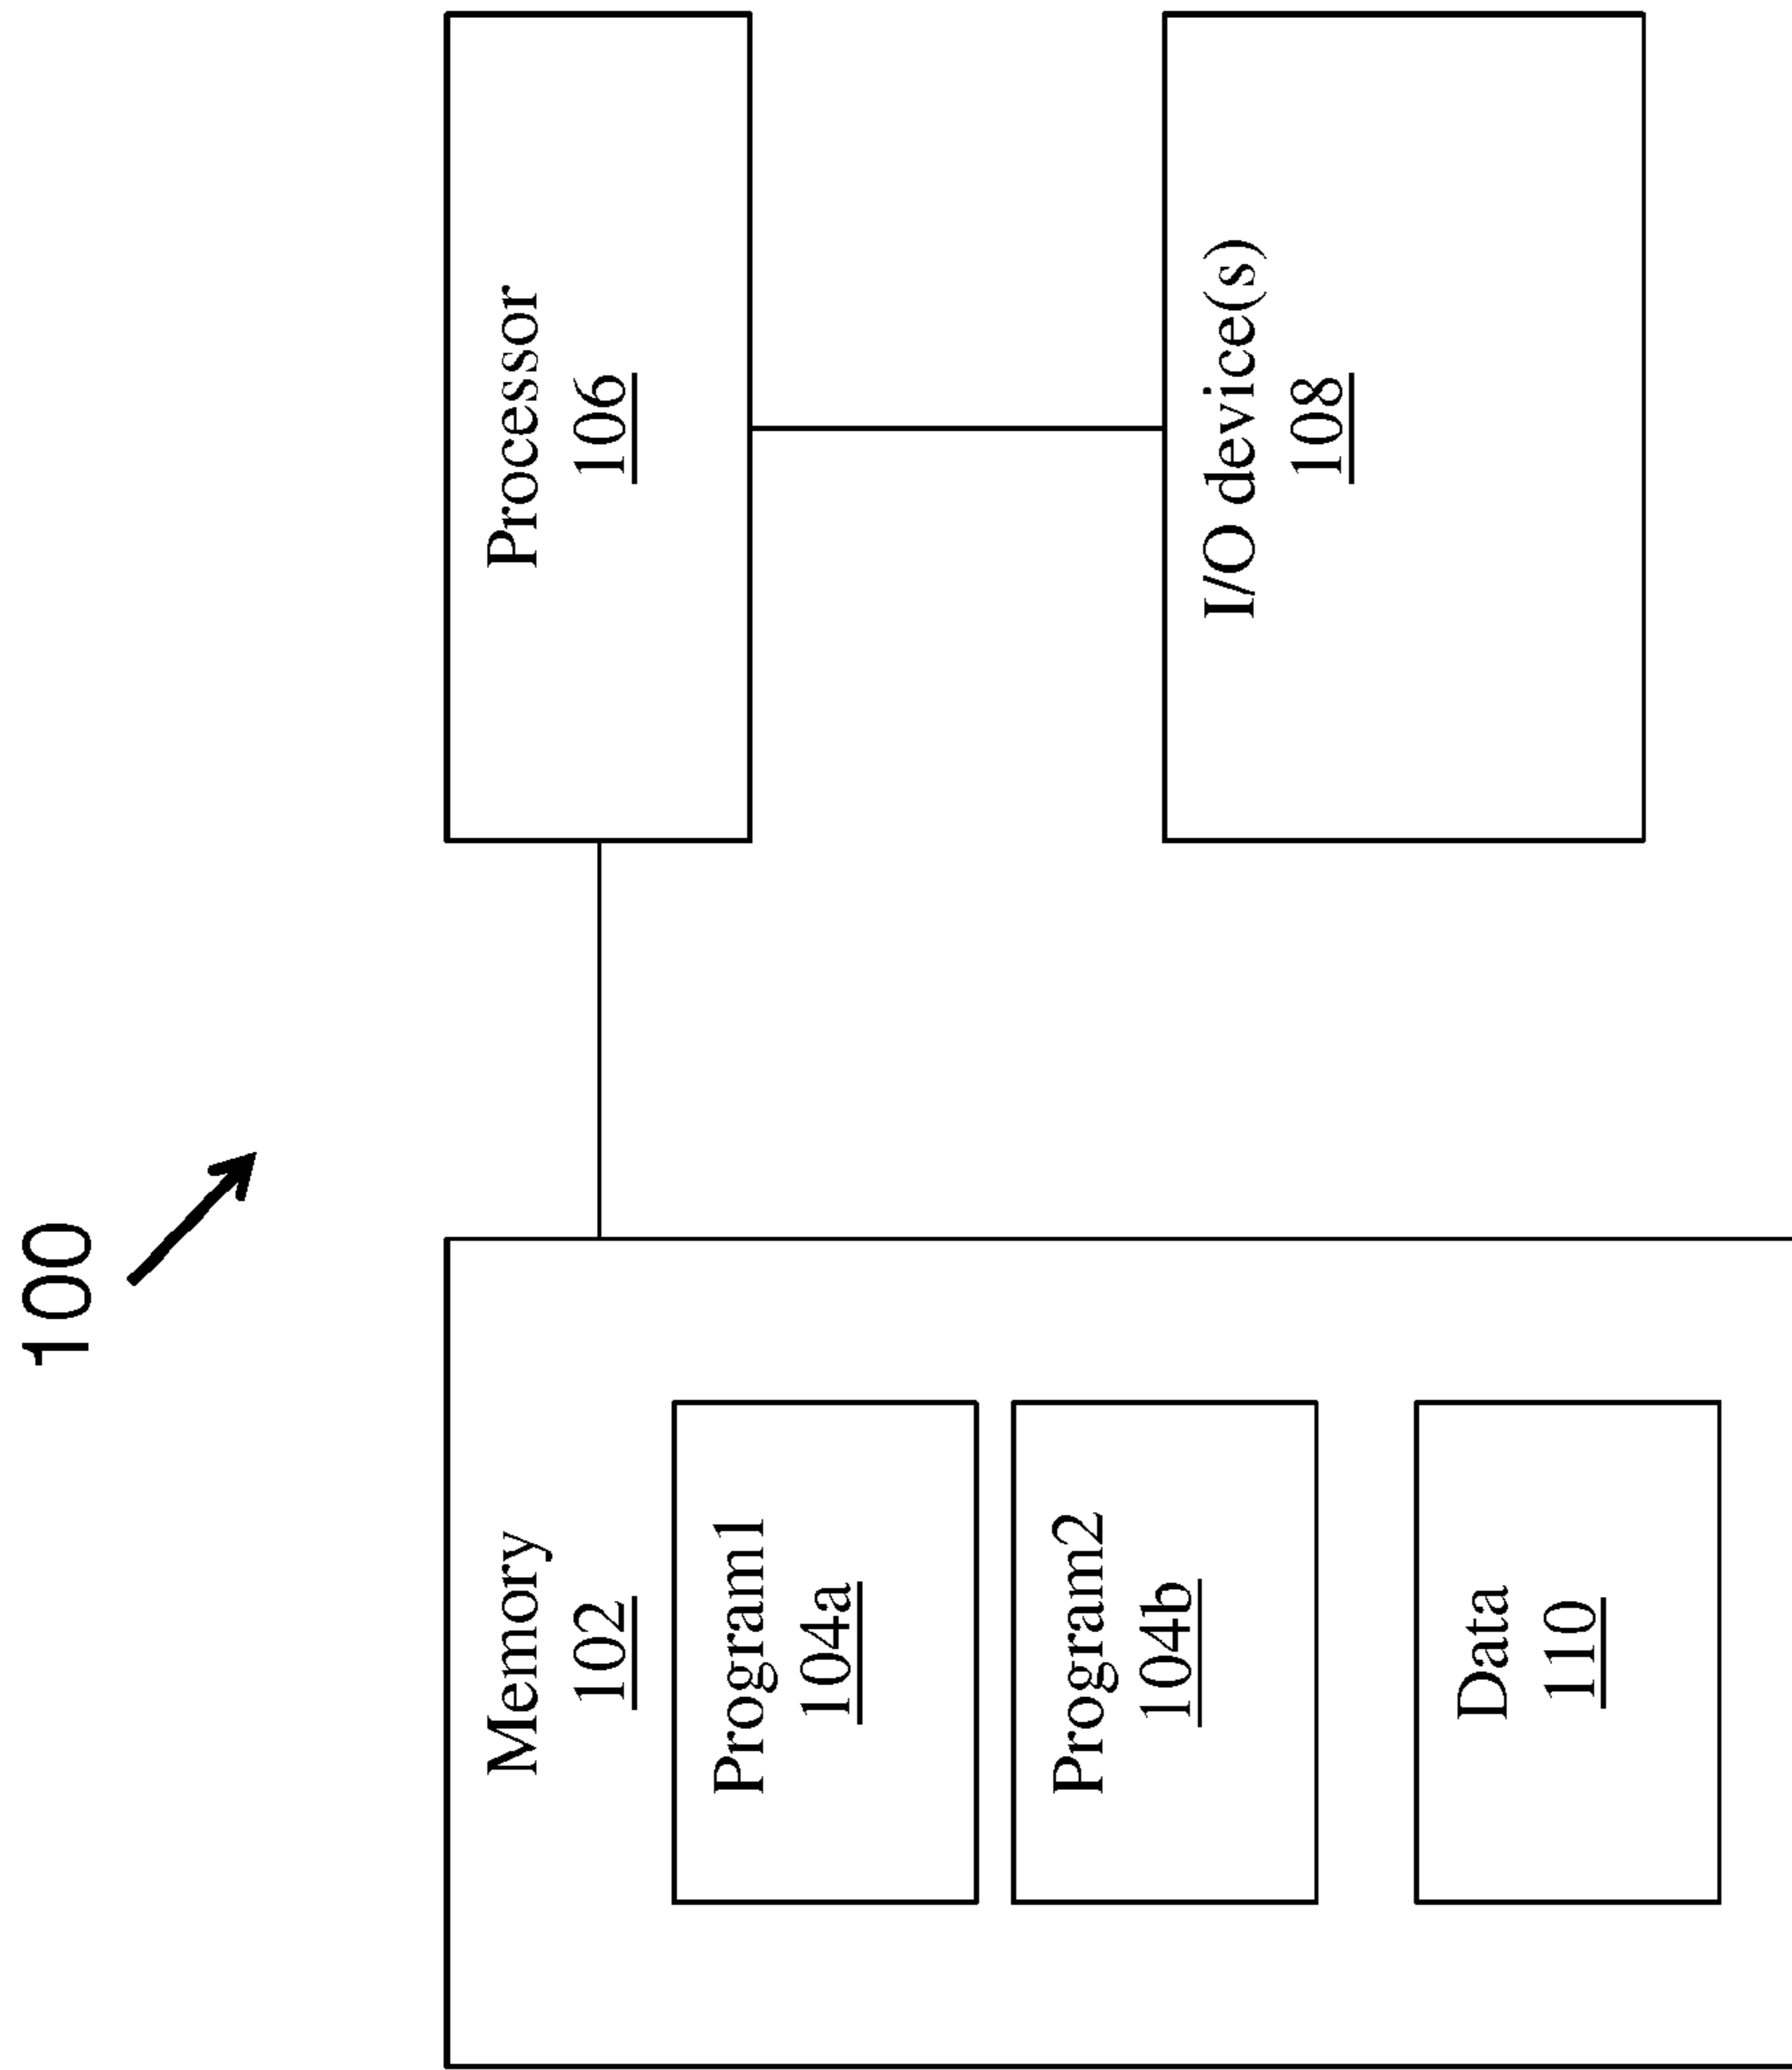 100
Memory
102
Program1
104a
Program2
104b
Data
110
Processor
106
I/O device(s)
108